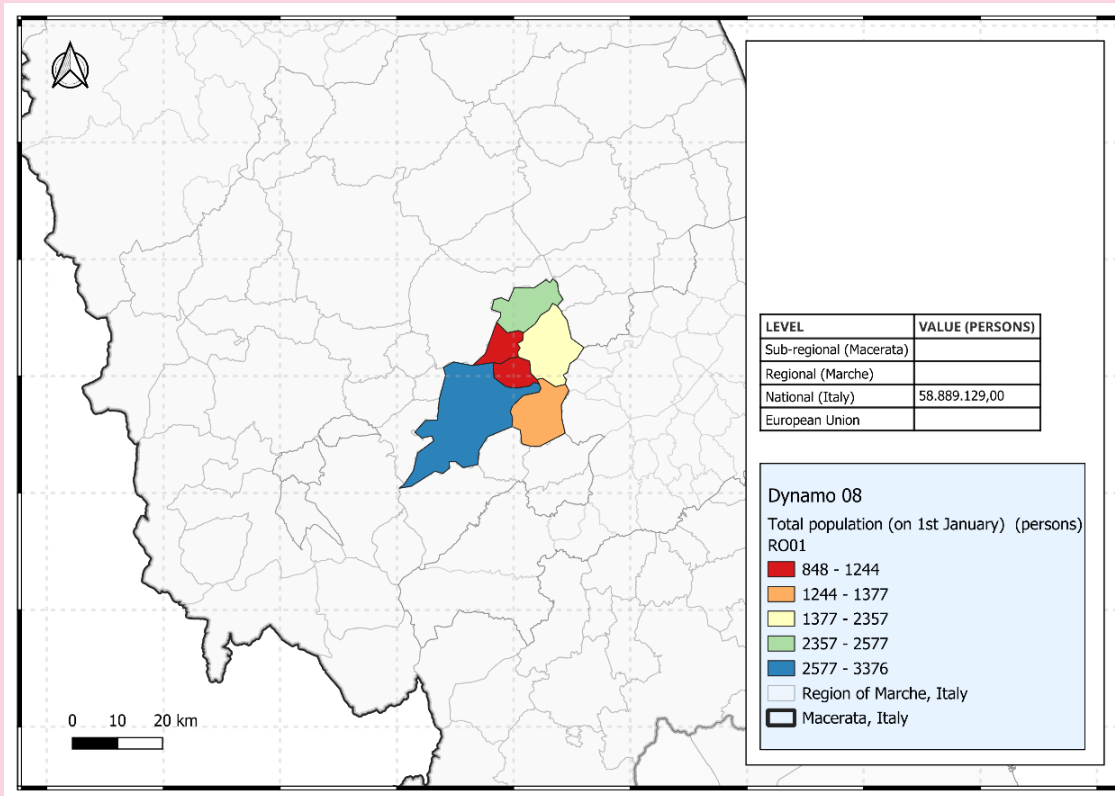 LEVEL VALUE (PERSONS)
Sub-regional (Macerata)
Regional (Marche)
National (Italy) 58.889.129,00
European Union
Dynamo 08
Total population (on 1st January) (persons)
RO01
848 - 1244
1244 - 1377
1377 - 2357
2357 - 2577
2577 - 3376
Region of Marche, Italy
Macerata, Italy
0 10 20 km